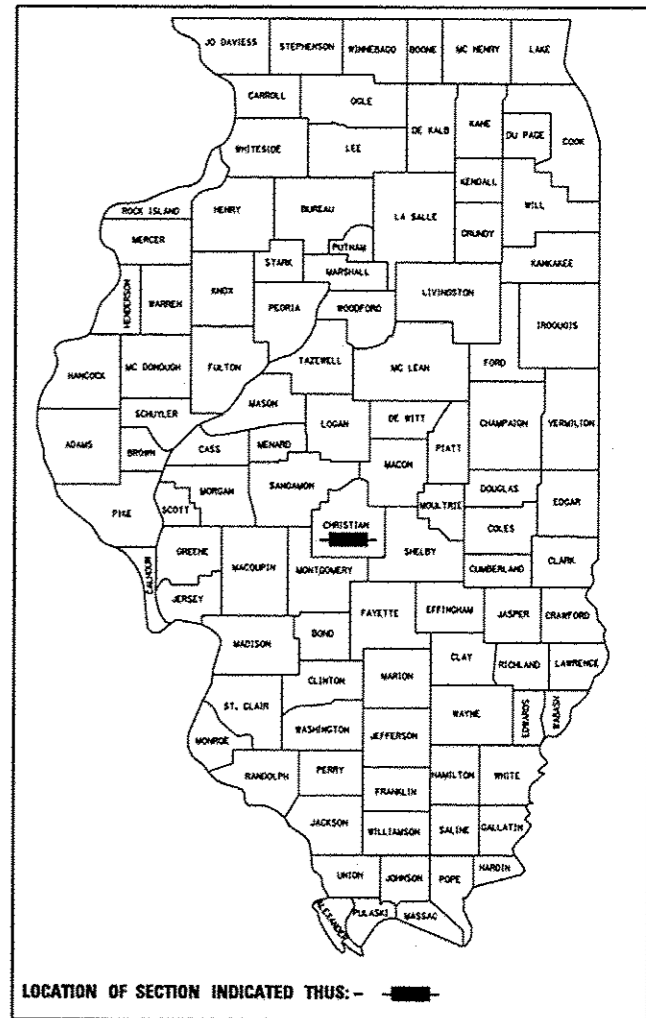 JO DAVIESS
STEPHENSON
WINNEBAGO
BOONE
MC HENRY
LAKE
CARROLL
OGLE
DE KALB
KANE
DU PAGE
COOK
WHITESIDE
LEE
KENDALL
WILL
ROCK ISLAND
HENRY
BUREAU
LA SALLE
GRUNDY
MERCER
PUTNAM
KANKAKEE
STARK
MARSHALL
HENDERSON
WARREN
KNOX
PEORIA
WOODFORD
LIVINGSTON
IROQUOIS
HANCOCK
MC DONOUGH
FULTON
TAZEWELL
MC LEAN
FORD
MASON
SCHUYLER
LOGAN
DE WITT
CHAMPAIGN
VERMILION
ADAMS
BROWN
CASS
MENARD
PIATT
MACON
MORGAN
SANGAMON
DOUGLAS
EDGAR
PIKE
SCOTT
MOULTRIE
CHRISTIAN
COLES
GREENE
MACOUPIN
SHELBY
CALHOUN
MONTGOMERY
CUMBERLAND
CLARK
JERSEY
FAYETTE
EFFINGHAM
JASPER
CRAWFORD
MADISON
BOND
CLAY
RICHLAND
LAWRENCE
CLINTON
MARION
ST. CLAIR
WAYNE
EDWARDS
WABASH
WASHINGTON
JEFFERSON
MONROE
RANDOLPH
PERRY
HAMILTON
WHITE
FRANKLIN
JACKSON
WILLIAMSON
SALINE
GALLATIN
UNION
JOHNSON
POPE
HARDIN
ALEXANDER
PULASKI
MASSAC
LOCATION OF SECTION INDICATED THUS: -